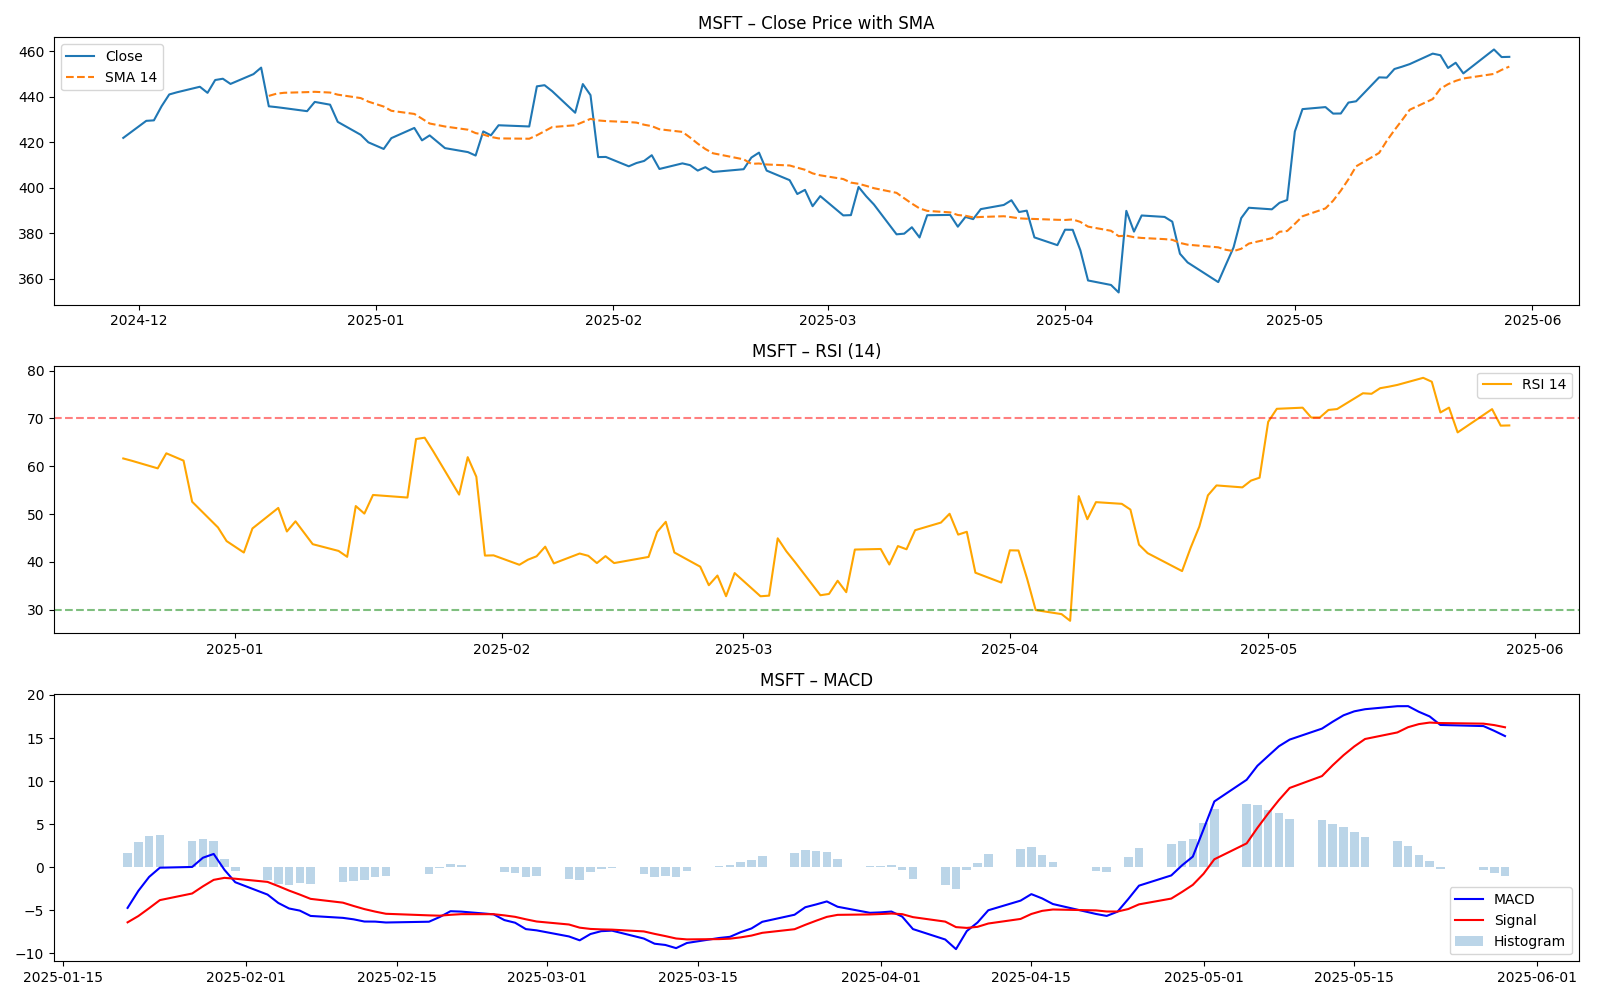 MSFT – Close Price with SMA
460
440
420
400
380
360
Close
SMA 14
2024-12 2025-01 2025-02 2025-03 2025-04 2025-05 2025-06
MSFT – RSI (14)
80
70
60
50
40
30
RSI 14
2025-01 2025-02 2025-03 2025-04 2025-05 2025-06
MSFT – MACD
20
15
10
5
0
−5
−10
MACD
Signal
Histogram
2025-01-15 2025-02-01 2025-02-15 2025-03-01 2025-03-15 2025-04-01 2025-04-15 2025-05-01 2025-05-15 2025-06-01